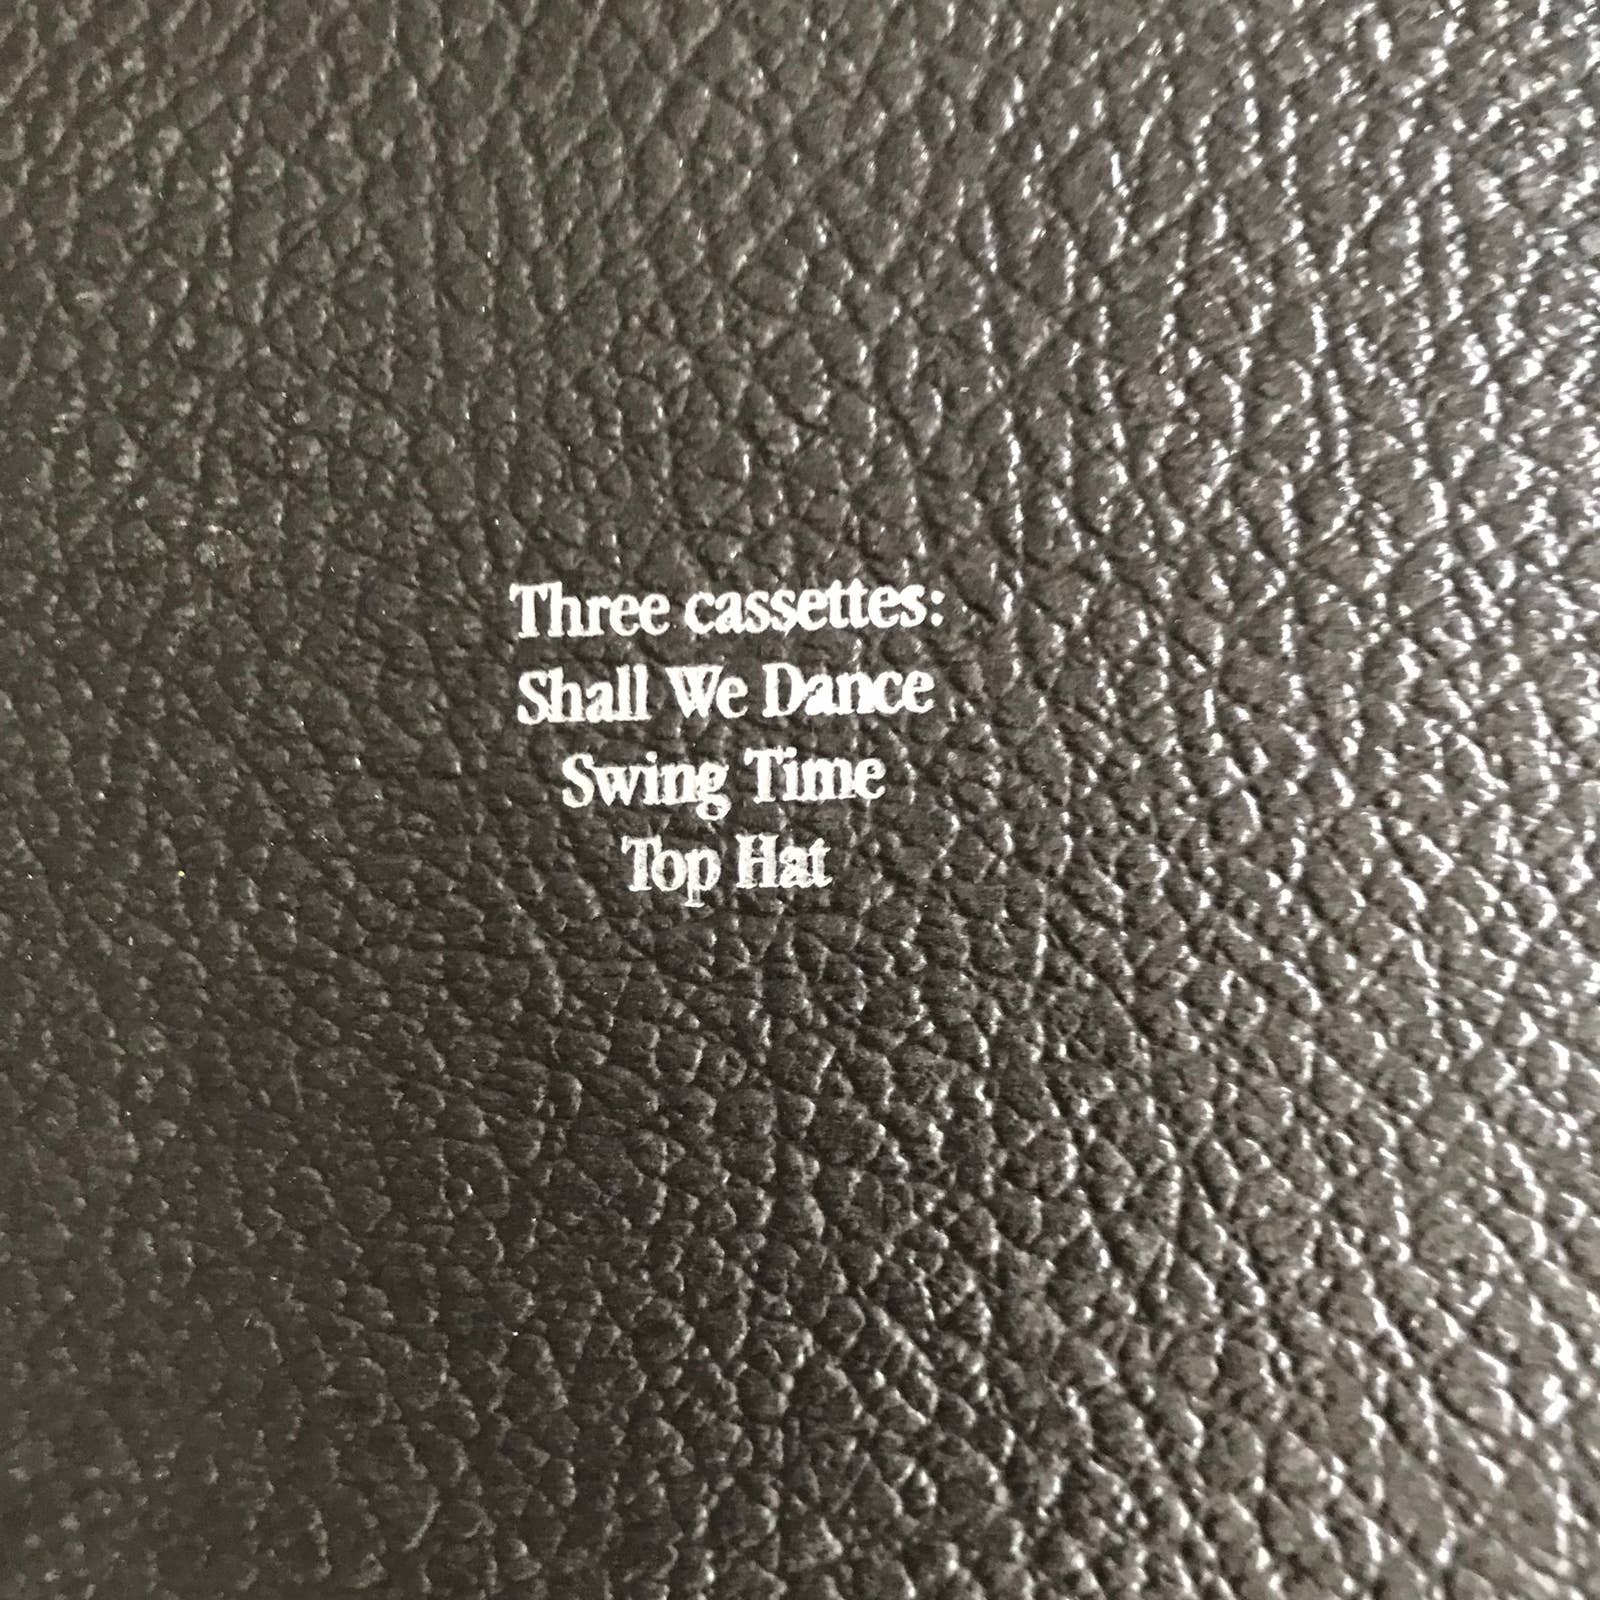 Three cassettes:
Shall We Dance
Swing Time
Top Hat